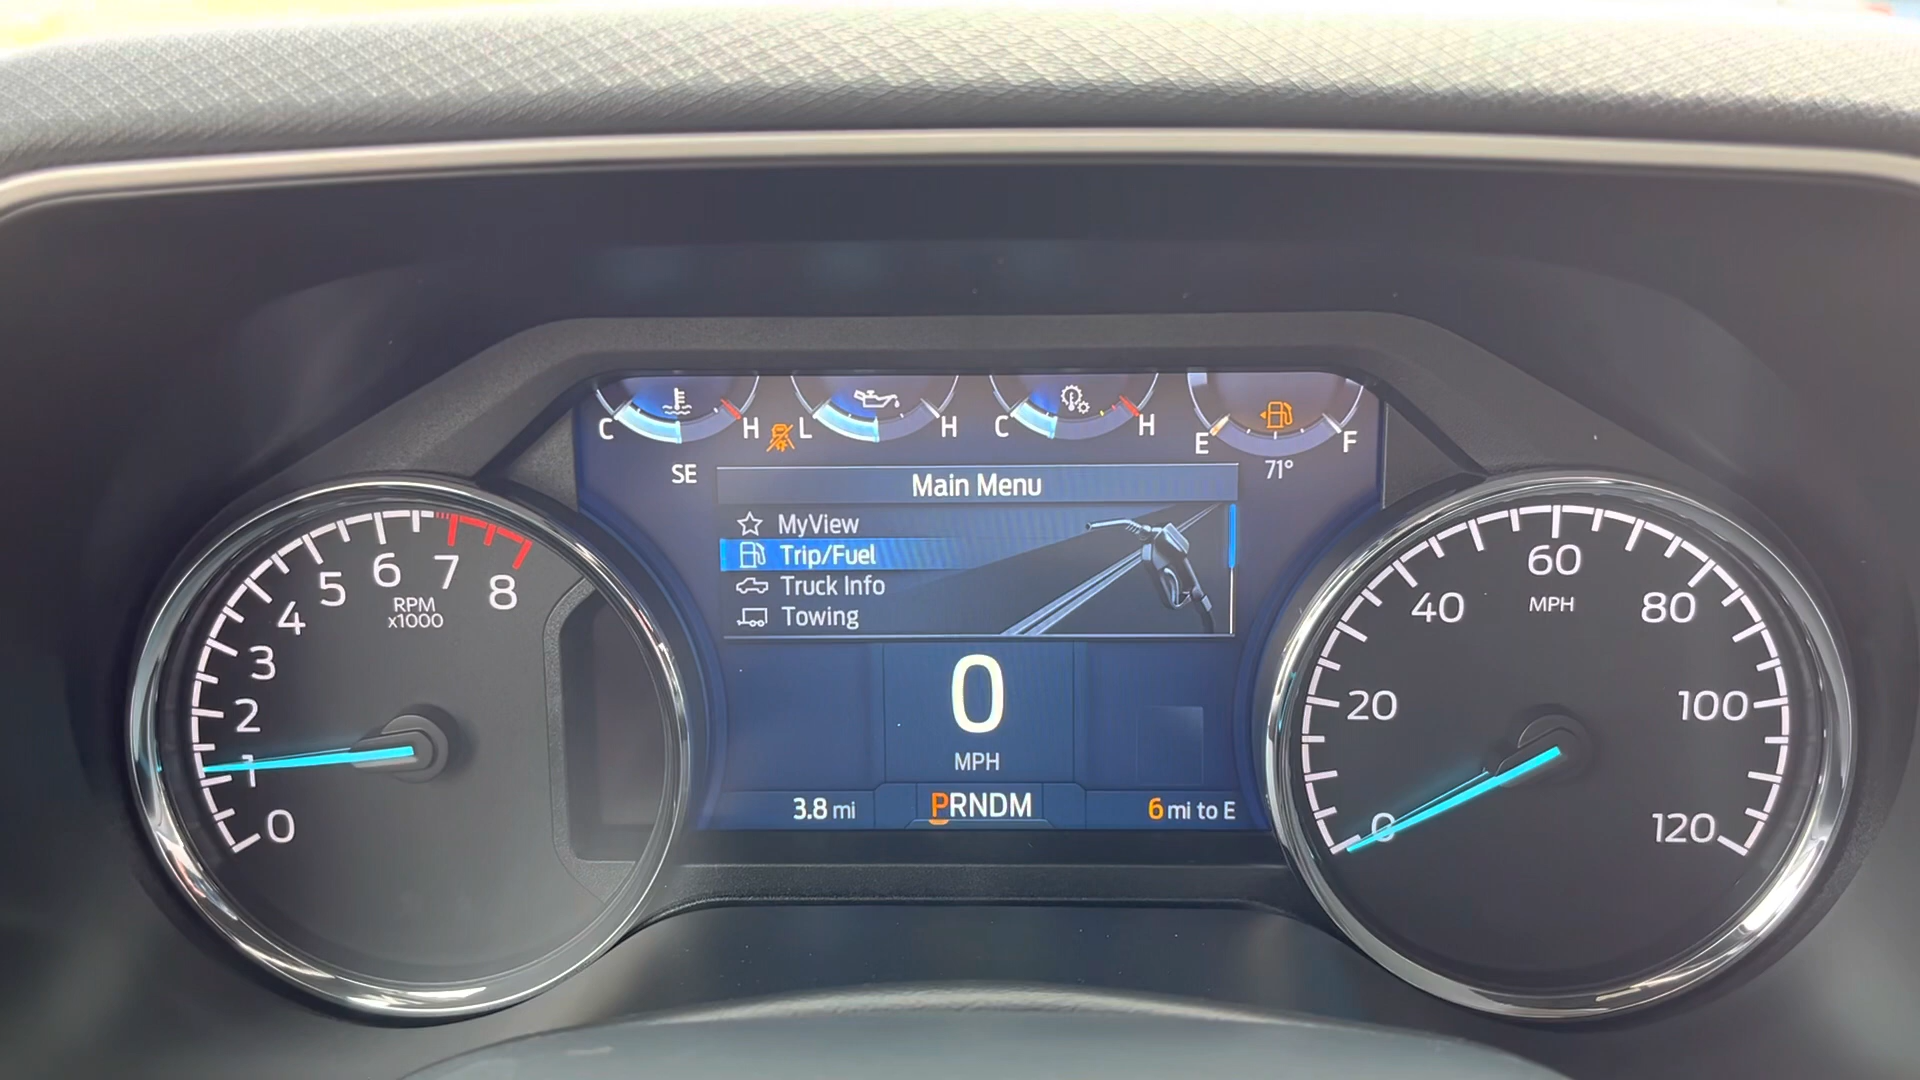 C H L H C H E F
SE
71°
Main Menu
MyView
Trip/Fuel
Truck Info
Towing
0
MPH
3.8 mi
PRNDM
6 mi to E
0 1 2 3 4 5 6 7 8
RPM
x1000
0 20 40 60 80 100 120
MPH